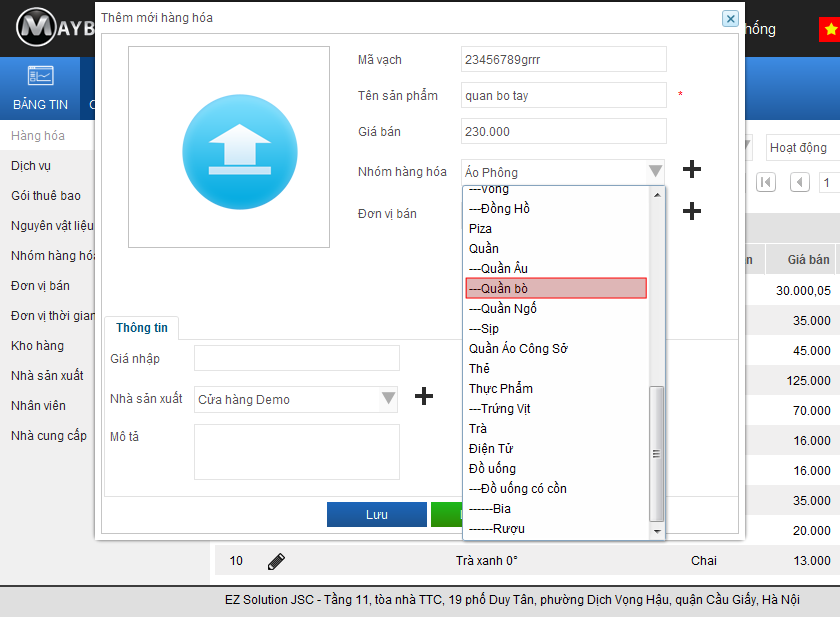 MAYB
hống
Thêm mới hàng hóa
BẢNG TIN
Hàng hóa
Dịch vụ
Gói thuê bao
Nguyên vật liệu
Nhóm hàng hóa
Đơn vị bán
Đơn vị thời gian
Kho hàng
Nhà sản xuất
Nhân viên
Nhà cung cấp
Mã vạch
23456789grrr
Tên sản phẩm
quan bo tay
*
Giá bán
230.000
Nhóm hàng hóa
Áo Phông
Đơn vị bán
---Vòng
---Đồng Hồ
Piza
Quần
---Quần Âu
---Quần bò
---Quần Ngố
---Sịp
Quần Áo Công Sở
Thẻ
Thực Phẩm
---Trứng Vịt
Trà
Điện Tử
Đồ uống
---Đồ uống có cồn
------Bia
------Rượu
Thông tin
Giá nhập
Nhà sản xuất
Cửa hàng Demo
Mô tả
Lưu
Hoạt động
1
Giá bán
30.000,05
35.000
45.000
125.000
70.000
16.000
16.000
35.000
20.000
10 Trà xanh 0° Chai 13.000
EZ Solution JSC - Tầng 11, tòa nhà TTC, 19 phố Duy Tân, phường Dịch Vọng Hậu, quận Cầu Giấy, Hà Nội